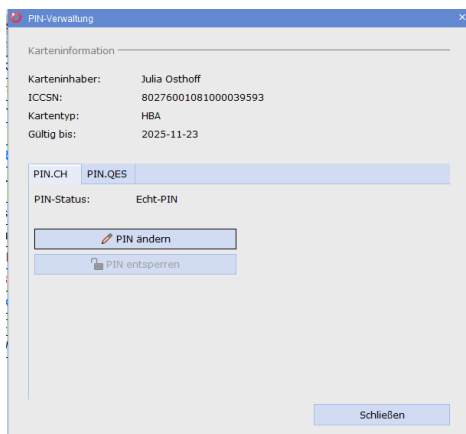 PIN-Verwaltung
Karteninformation
Karteninhaber: Julia Osthoff
ICCSN: 80276001081000039593
Kartentyp: HBA
Gültig bis: 2025-11-23
PIN.CH PIN.QES
PIN-Status: Echt-PIN
PIN ändern
PIN entsperren
Schließen